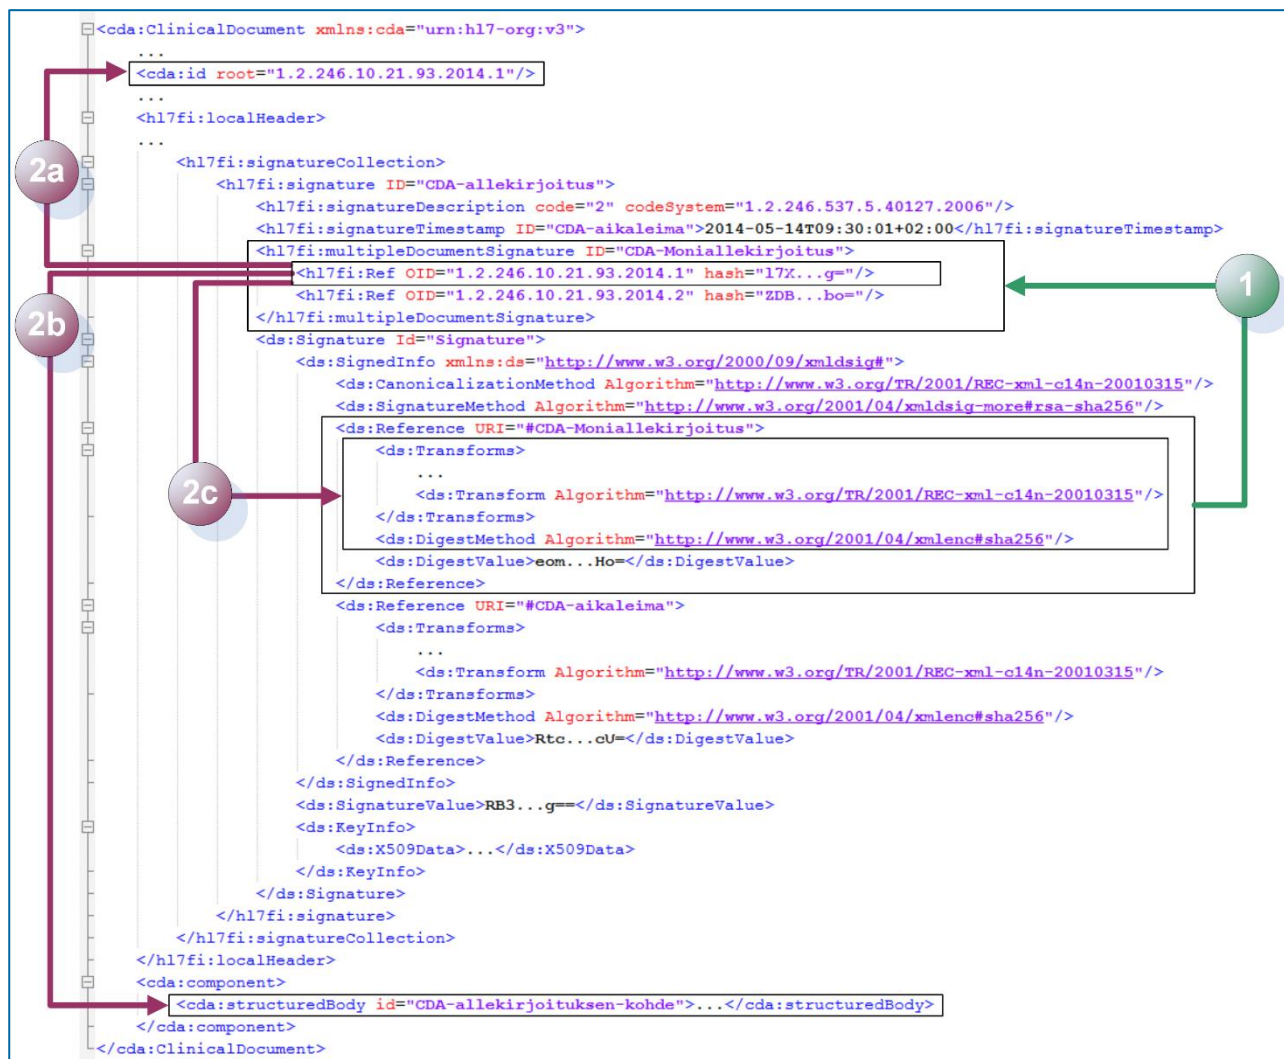 <cda:ClinicalDocument xmlns:cda="urn:hl7-org:v3">
...
<cda:id root="1.2.246.10.21.93.2014.1"/>
...
<hl7fi:localHeader>
...
2a
<hl7fi:signatureCollection>
<hl7fi:signature ID="CDA-allekirjoitus">
<hl7fi:signatureDescription code="2" codeSystem="1.2.246.537.5.40127.2006"/>
<hl7fi:signatureTimestamp ID="CDA-aikaleima">2014-05-14T09:30:01+02:00</hl7fi:signatureTimestamp>
<hl7fi:multipleDocumentSignature ID="CDA-Moniallekirjoitus">
<hl7fi:Ref OID="1.2.246.10.21.93.2014.1" hash="l7X...g="/>
1
<hl7fi:Ref OID="1.2.246.10.21.93.2014.2" hash="ZDB...bo="/>
</hl7fi:multipleDocumentSignature>
2b
<ds:Signature Id="Signature">
<ds:SignedInfo xmlns:ds="http://www.w3.org/2000/09/xmldsig#">
<ds:CanonicalizationMethod Algorithm="http://www.w3.org/TR/2001/REC-xml-c14n-20010315"/>
<ds:SignatureMethod Algorithm="http://www.w3.org/2001/04/xmldsig-more#rsa-sha256"/>
<ds:Reference URI="#CDA-Moniallekirjoitus">
<ds:Transforms>
...
2c
<ds:Transform Algorithm="http://www.w3.org/TR/2001/REC-xml-c14n-20010315"/>
</ds:Transforms>
<ds:DigestMethod Algorithm="http://www.w3.org/2001/04/xmlenc#sha256"/>
<ds:DigestValue>eom...Ho=</ds:DigestValue>
</ds:Reference>
<ds:Reference URI="#CDA-aikaleima">
<ds:Transforms>
...
<ds:Transform Algorithm="http://www.w3.org/TR/2001/REC-xml-c14n-20010315"/>
</ds:Transforms>
<ds:DigestMethod Algorithm="http://www.w3.org/2001/04/xmlenc#sha256"/>
<ds:DigestValue>Rtc...cU=</ds:DigestValue>
</ds:Reference>
</ds:SignedInfo>
<ds:SignatureValue>RB3...g==</ds:SignatureValue>
<ds:KeyInfo>
<ds:X509Data>...</ds:X509Data>
</ds:KeyInfo>
</ds:Signature>
</hl7fi:signature>
</hl7fi:signatureCollection>
</hl7fi:localHeader>
<cda:component>
<cda:structuredBody id="CDA-allekirjoituksen-kohde">...</cda:structuredBody>
</cda:component>
</cda:ClinicalDocument>